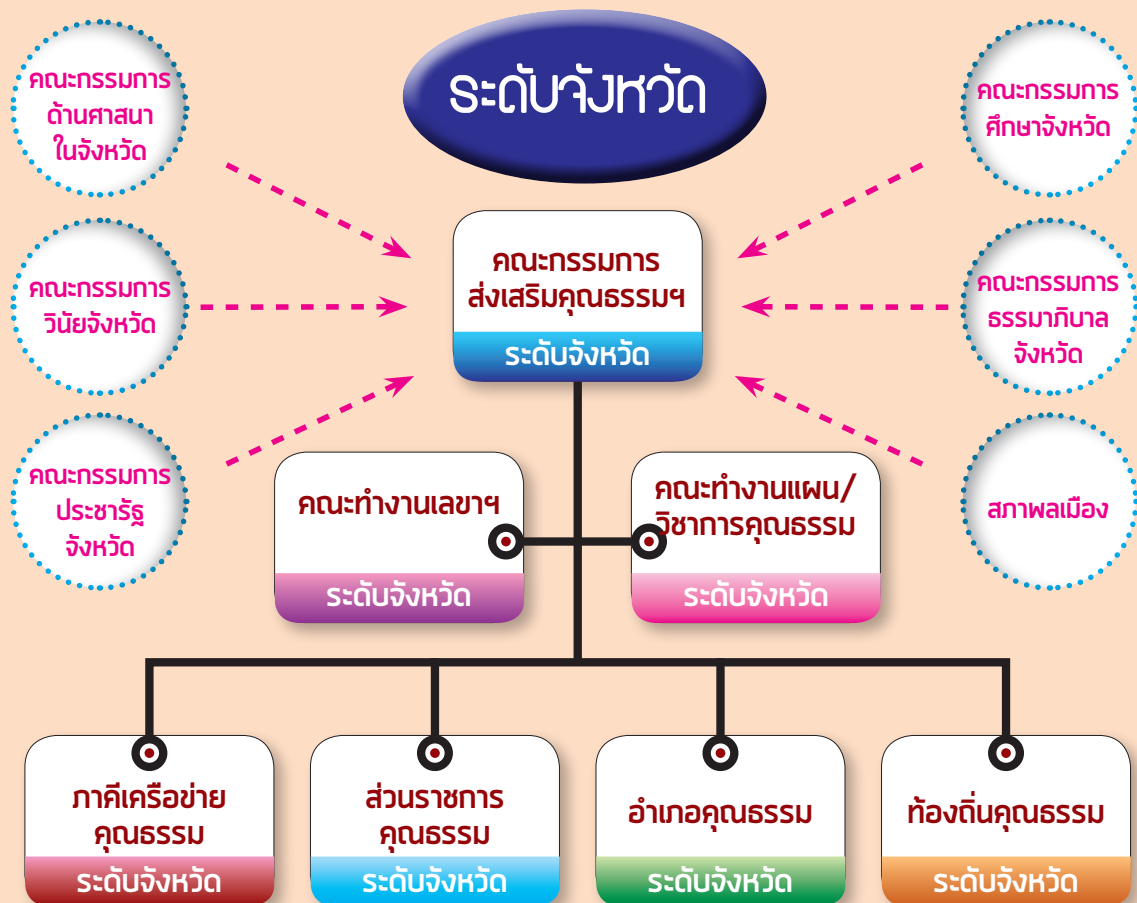 ระดับจังหวัด
คณะกรรมการ
ด้านศาสนา
ในจังหวัด
คณะกรรมการ
วินัยจังหวัด
คณะกรรมการ
ประชารัฐ
จังหวัด
คณะกรรมการ
ศึกษาจังหวัด
คณะกรรมการ
ธรรมาภิบาล
จังหวัด
สภาพลเมือง
คณะกรรมการ
ส่งเสริมคุณธรรมฯ
ระดับจังหวัด
คณะทำงานเลขาฯ
ระดับจังหวัด
คณะทำงานแผน/
วิชาการคุณธรรม
ระดับจังหวัด
ภาคีเครือข่าย
คุณธรรม
ระดับจังหวัด
ส่วนราชการ
คุณธรรม
ระดับจังหวัด
อำเภอคุณธรรม
ระดับจังหวัด
ท้องถิ่นคุณธรรม
ระดับจังหวัด